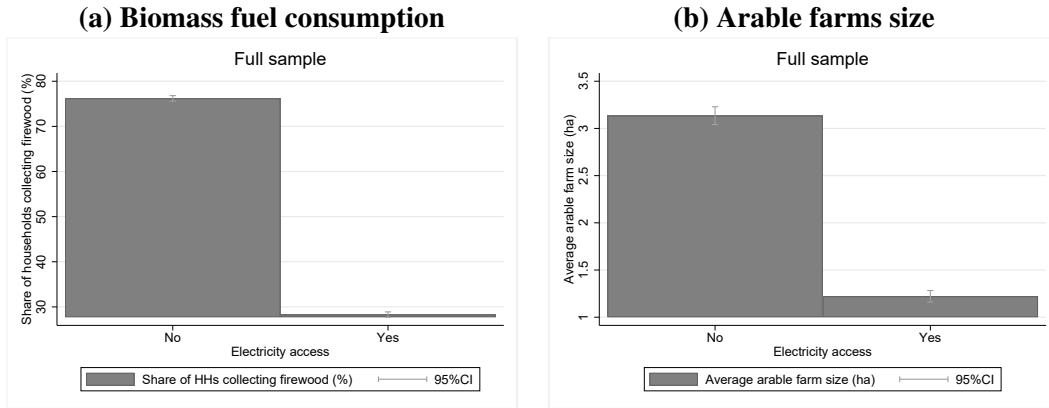 (a) Biomass fuel consumption
Full sample
Share of households collecting firewood (%)
80
70
60
50
40
30
No
Yes
Electricity access
Share of HHs collecting firewood (%)
95%CI
(b) Arable farms size
Full sample
Average arable farm size (ha)
3.5
3
2.5
2
1.5
1
No
Yes
Electricity access
Average arable farm size (ha)
95%CI